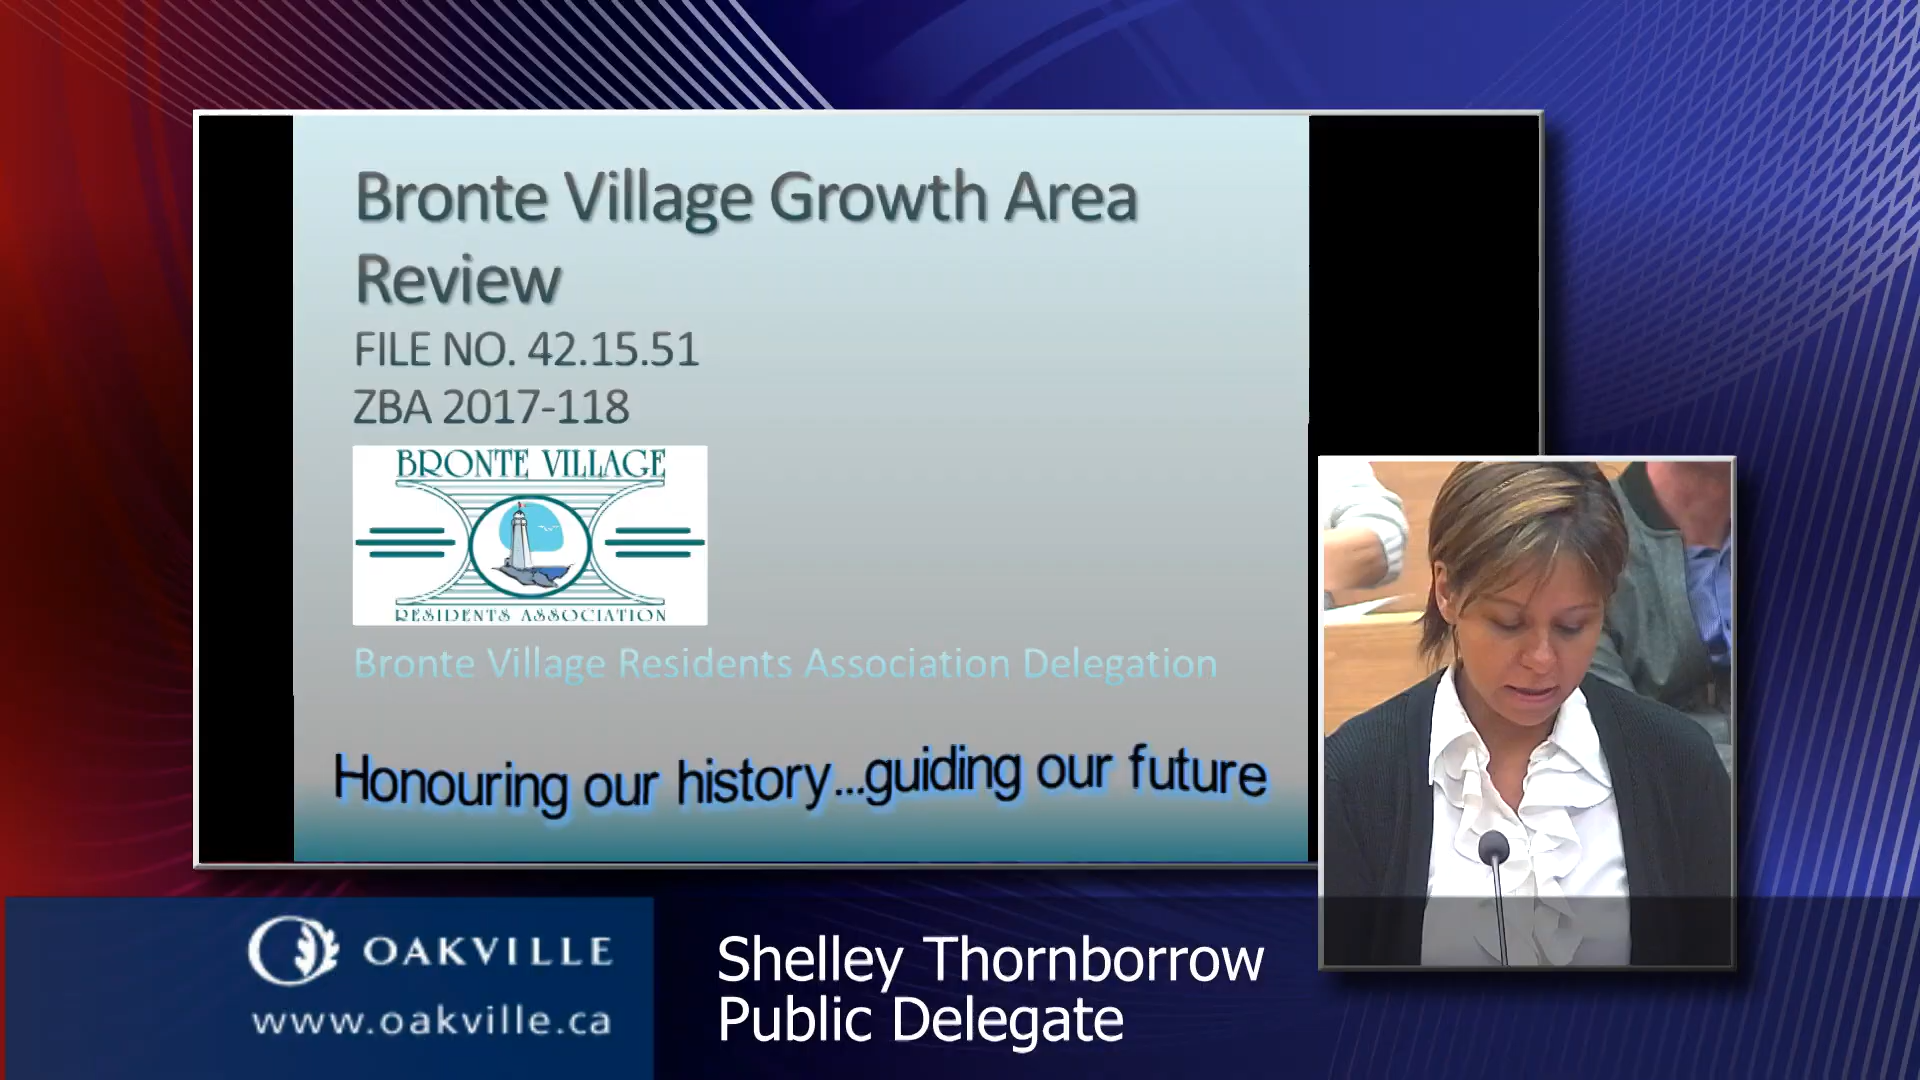 Bronte Village Growth Area
Review
FILE NO. 42.15.51
ZBA 2017-118
BRONTE VILLAGE
RESIDENTS ASSOCIATION
Bronte Village Residents Association Delegation
Honouring our history...guiding our future
OAKVILLE
www.oakville.ca
Shelley Thornborrow
Public Delegate